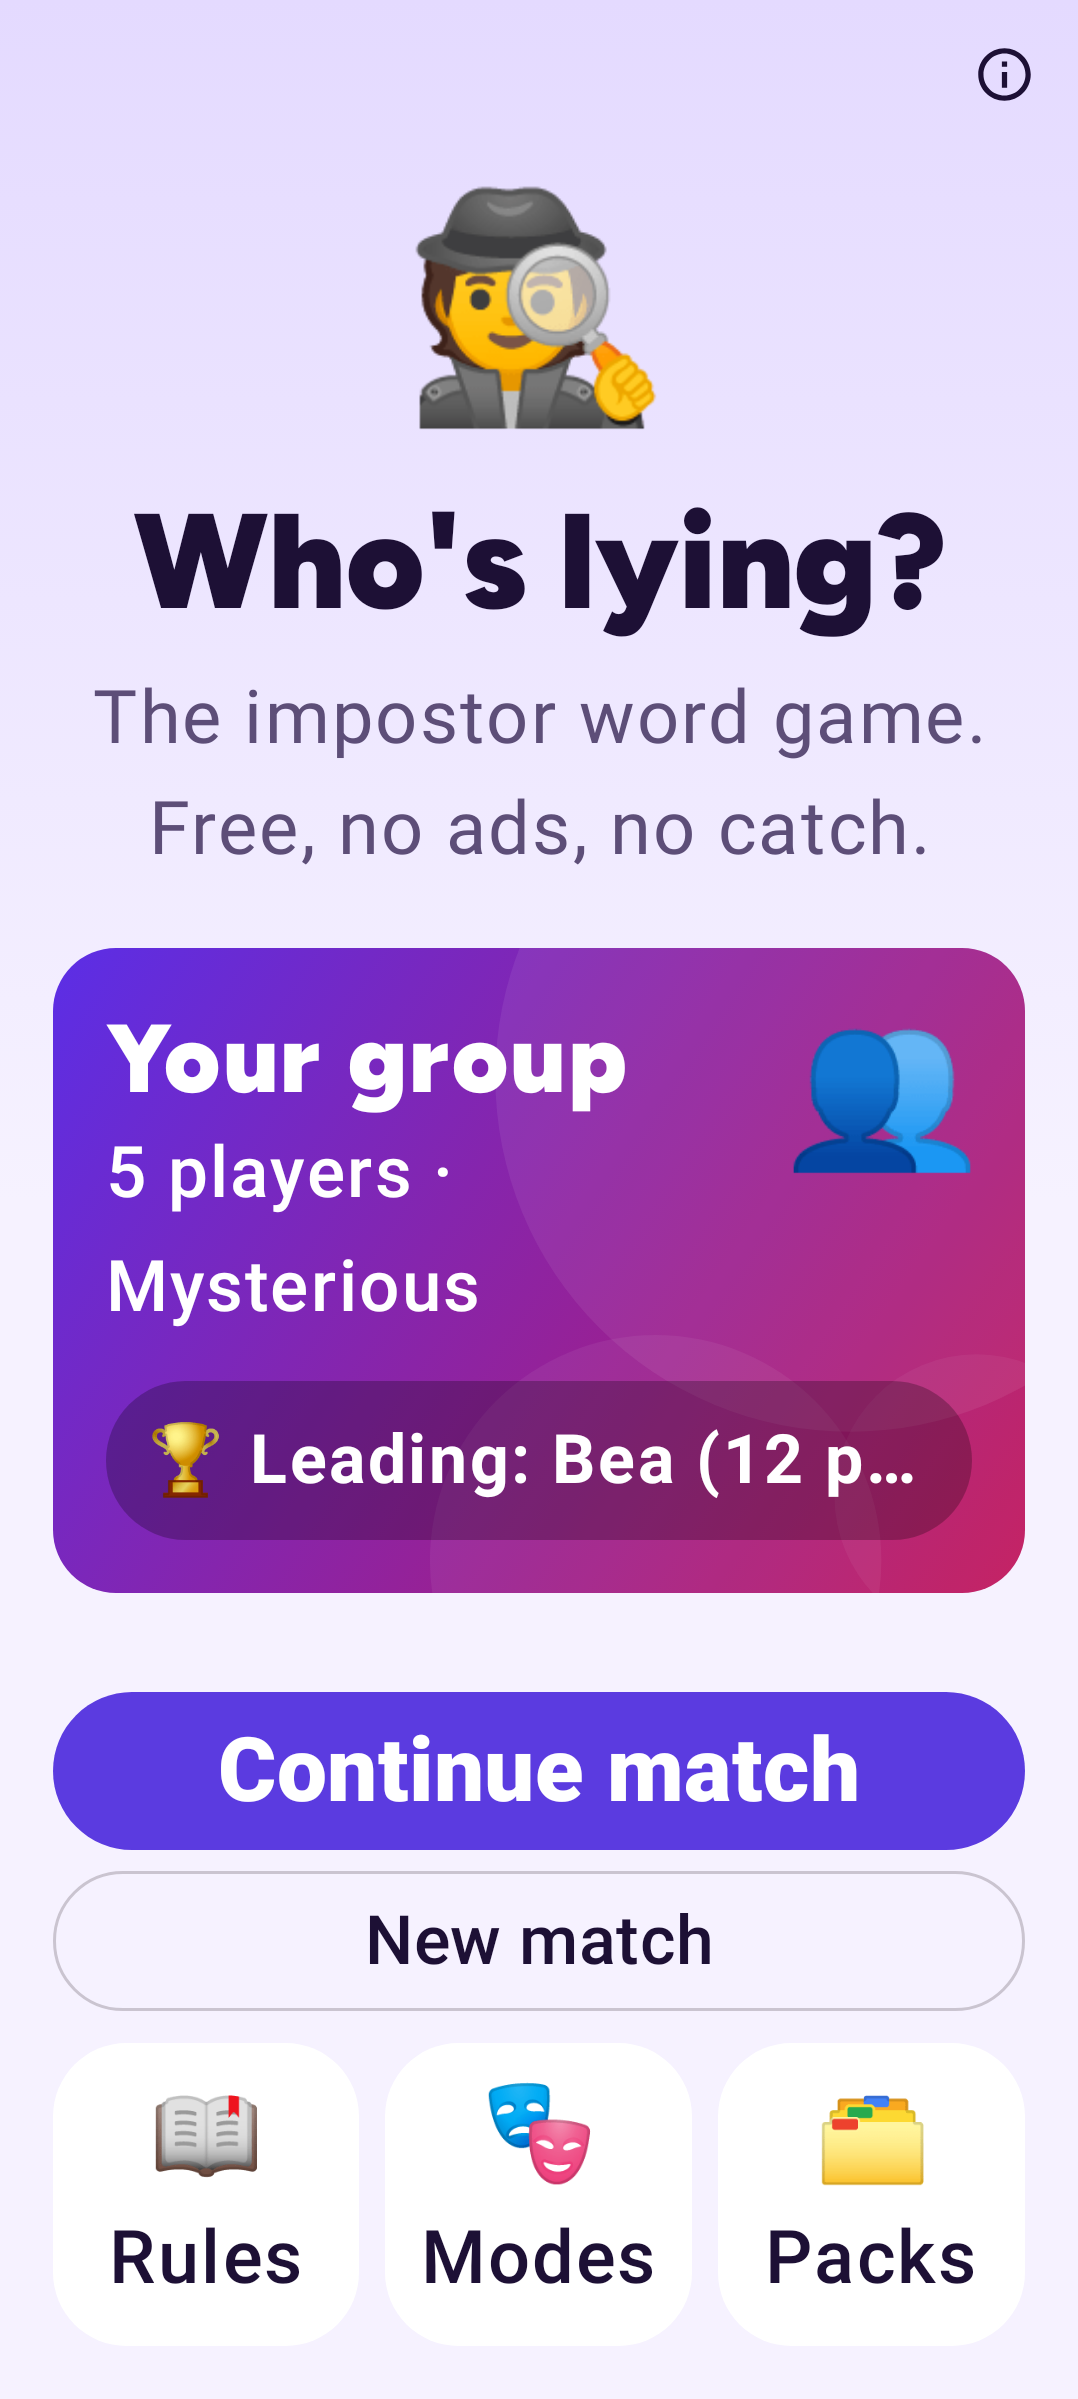 Who's lying?
The impostor word game.
Free, no ads, no catch.
Your group
5 players ·
Mysterious
Leading: Bea (12 p…
Continue match
New match
Rules
Modes
Packs